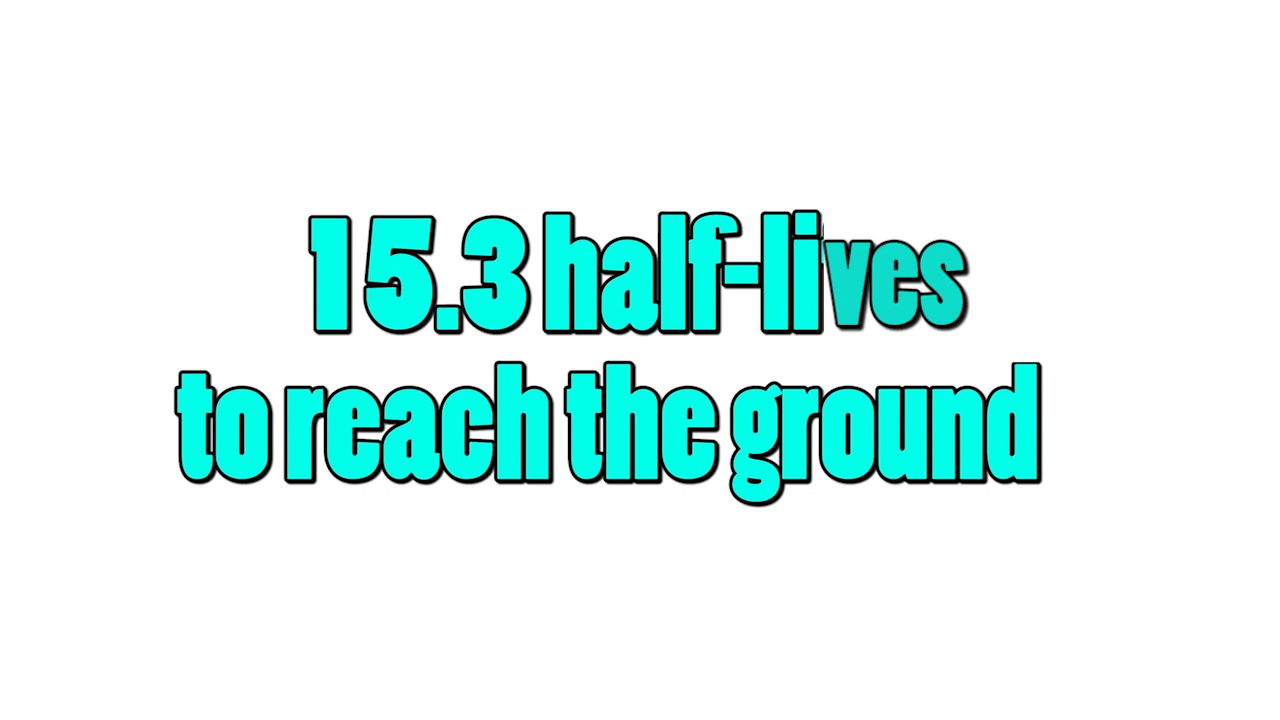 15.3 half-lives
to reach the ground